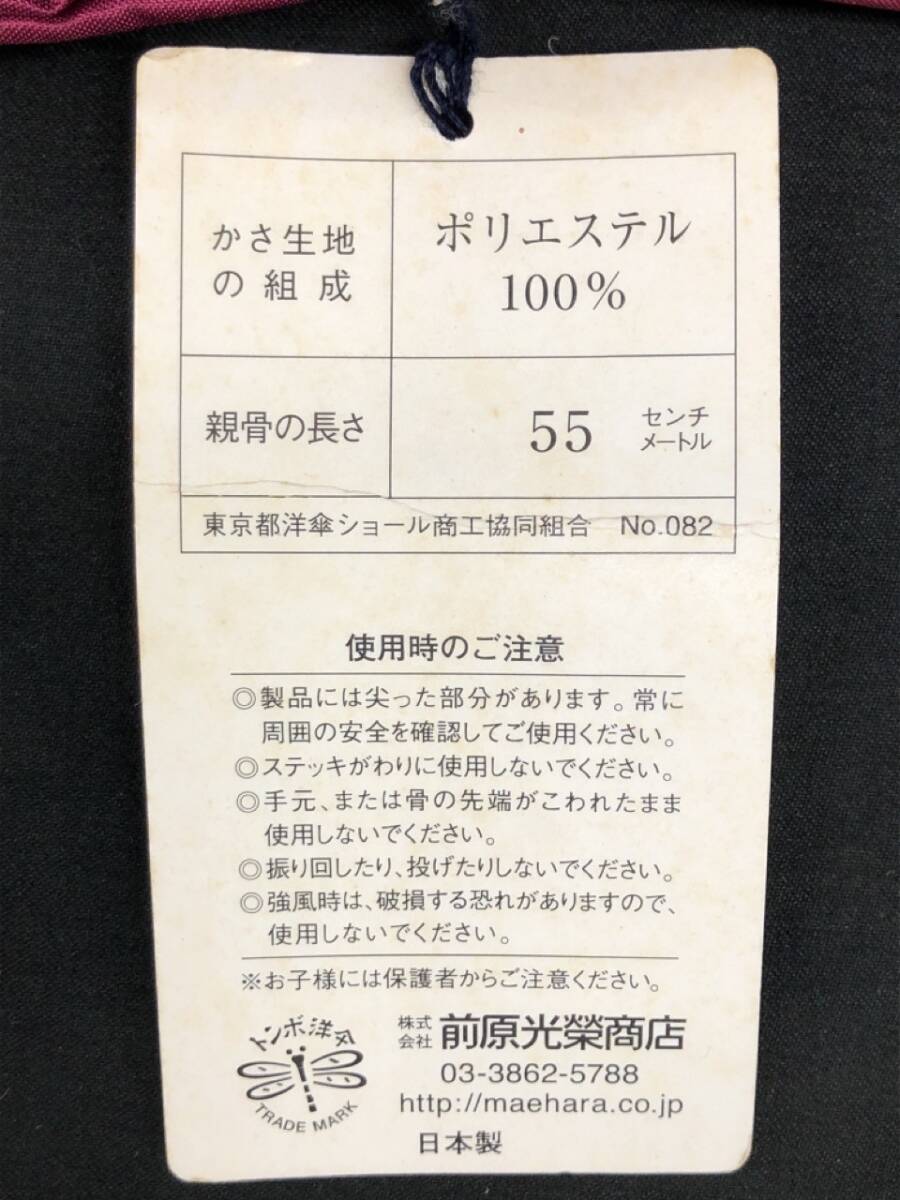 かさ生地
の組成
ポリエステル
100%
親骨の長さ
55 センチ
メートル
東京都洋傘ショール商工協同組合 No.082
使用時のご注意
◎製品には尖った部分があります。常に
周囲の安全を確認してご使用ください。
◎ステッキがわりに使用しないでください。
◎手元、または骨の先端がこわれたまま
使用しないでください。
◎振り回したり、投げたりしないでください。
◎強風時は、破損する恐れがありますので、
使用しないでください。
※お子様には保護者からご注意ください。
トンボ洋傘
TRADE MARK
株式
会社 前原光榮商店
03-3862-5788
http://maehara.co.jp
日本製